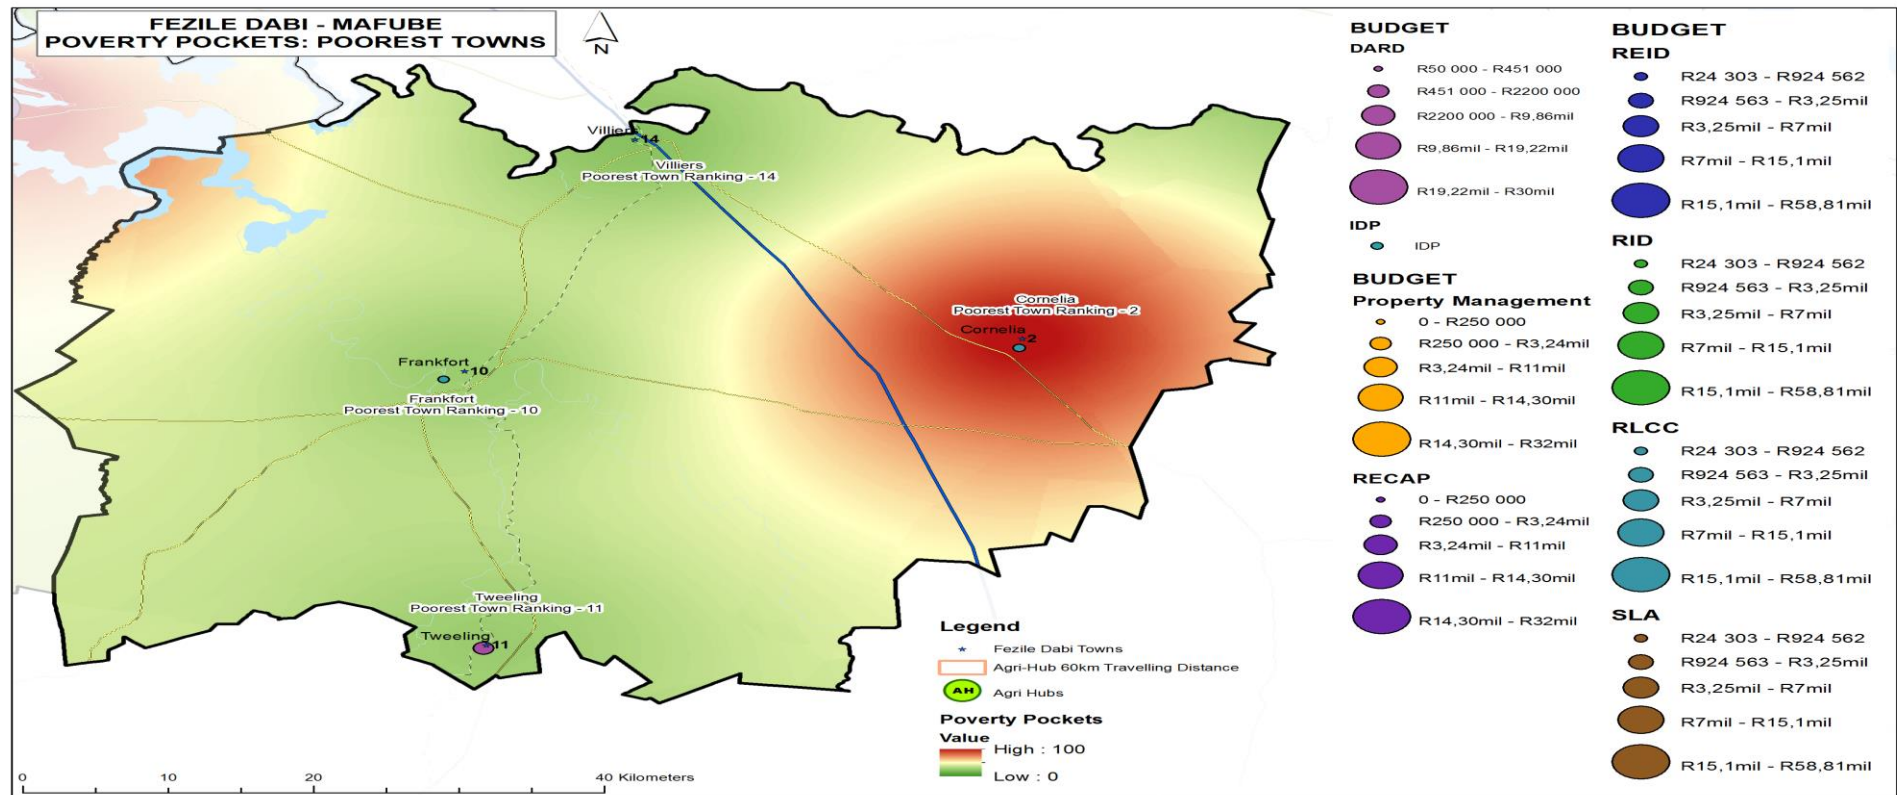 FEZILE DABI - MAFUBE
POVERTY POCKETS: POOREST TOWNS
N
Villiers
14
Villiers
Poorest Town Ranking - 14
Cornelia
Poorest Town Ranking - 2
Cornelia
2
Frankfort
10
Frankfort
Poorest Town Ranking - 10
Tweeling
Poorest Town Ranking - 11
Tweeling
11
0 10 20 40 Kilometers
Legend
Fezile Dabi Towns
Agri-Hub 60km Travelling Distance
AH Agri Hubs
Poverty Pockets
Value
High : 100
Low : 0
BUDGET
DARD
R50 000 - R451 000
R451 000 - R2200 000
R2200 000 - R9,86mil
R9,86mil - R19,22mil
R19,22mil - R30mil
IDP
IDP
BUDGET
Property Management
0 - R250 000
R250 000 - R3,24mil
R3,24mil - R11mil
R11mil - R14,30mil
R14,30mil - R32mil
RECAP
0 - R250 000
R250 000 - R3,24mil
R3,24mil - R11mil
R11mil - R14,30mil
R14,30mil - R32mil
BUDGET
REID
R24 303 - R924 562
R924 563 - R3,25mil
R3,25mil - R7mil
R7mil - R15,1mil
R15,1mil - R58,81mil
RID
R24 303 - R924 562
R924 563 - R3,25mil
R3,25mil - R7mil
R7mil - R15,1mil
R15,1mil - R58,81mil
RLCC
R24 303 - R924 562
R924 563 - R3,25mil
R3,25mil - R7mil
R7mil - R15,1mil
R15,1mil - R58,81mil
SLA
R24 303 - R924 562
R924 563 - R3,25mil
R3,25mil - R7mil
R7mil - R15,1mil
R15,1mil - R58,81mil